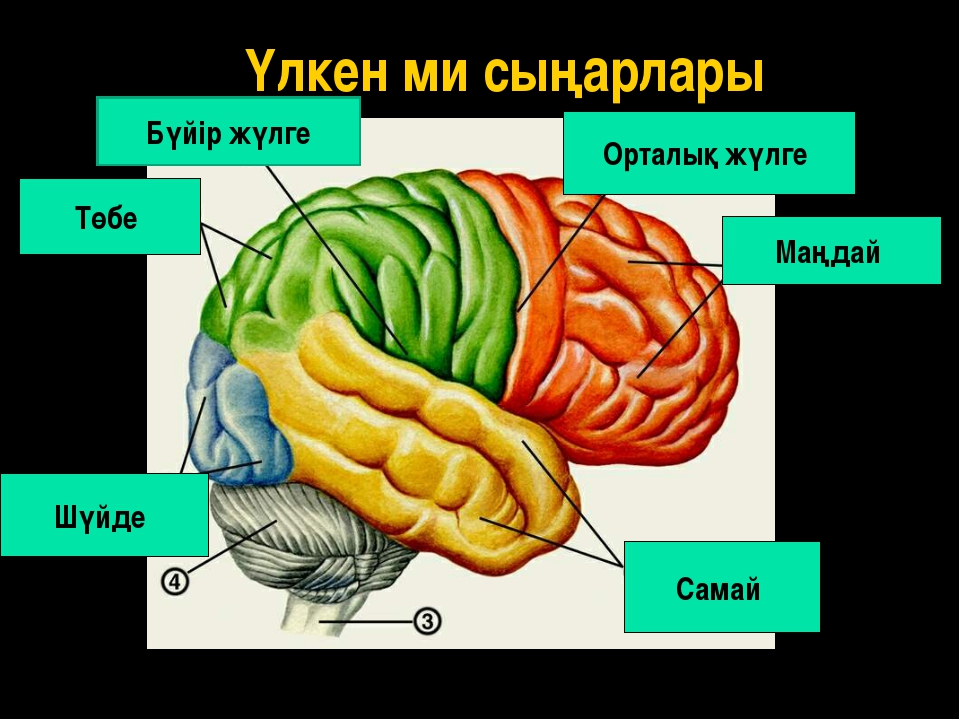 Үлкен ми сыңарлары
Бүйір жүлге
Орталық жүлге
Төбе
Маңдай
Шүйде
Самай
4
3